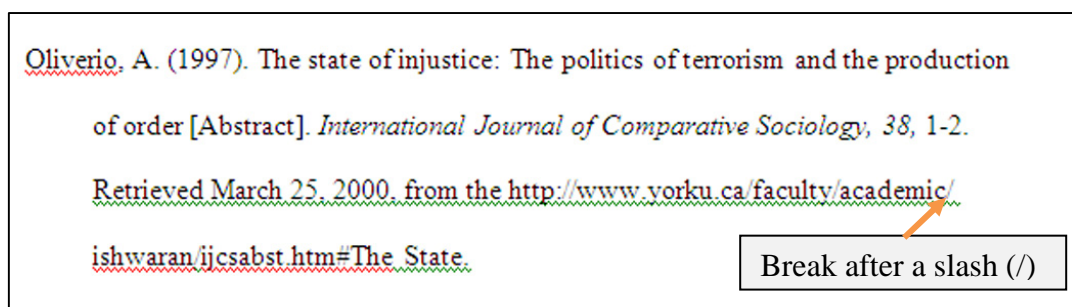 Oliverio, A. (1997). The state of injustice: The politics of terrorism and the production
of order [Abstract]. International Journal of Comparative Sociology, 38, 1-2.
Retrieved March 25, 2000, from the http://www.yorku.ca/faculty/academic/
ishwaran/ijcsabst.htm#The State.
Break after a slash (/)